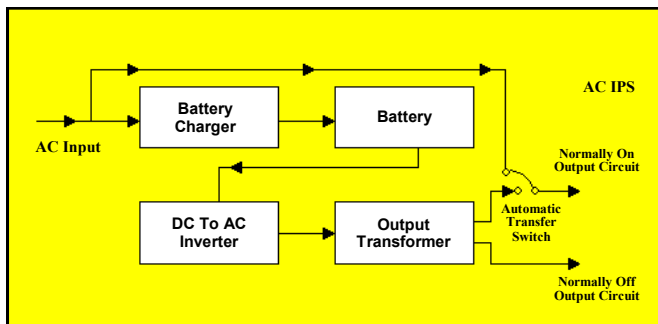 AC IPS
Battery
Charger
Battery
AC Input
Normally On
Output Circuit
DC To AC
Inverter
Output
Transformer
Automatic
Transfer
Switch
Normally Off
Output Circuit